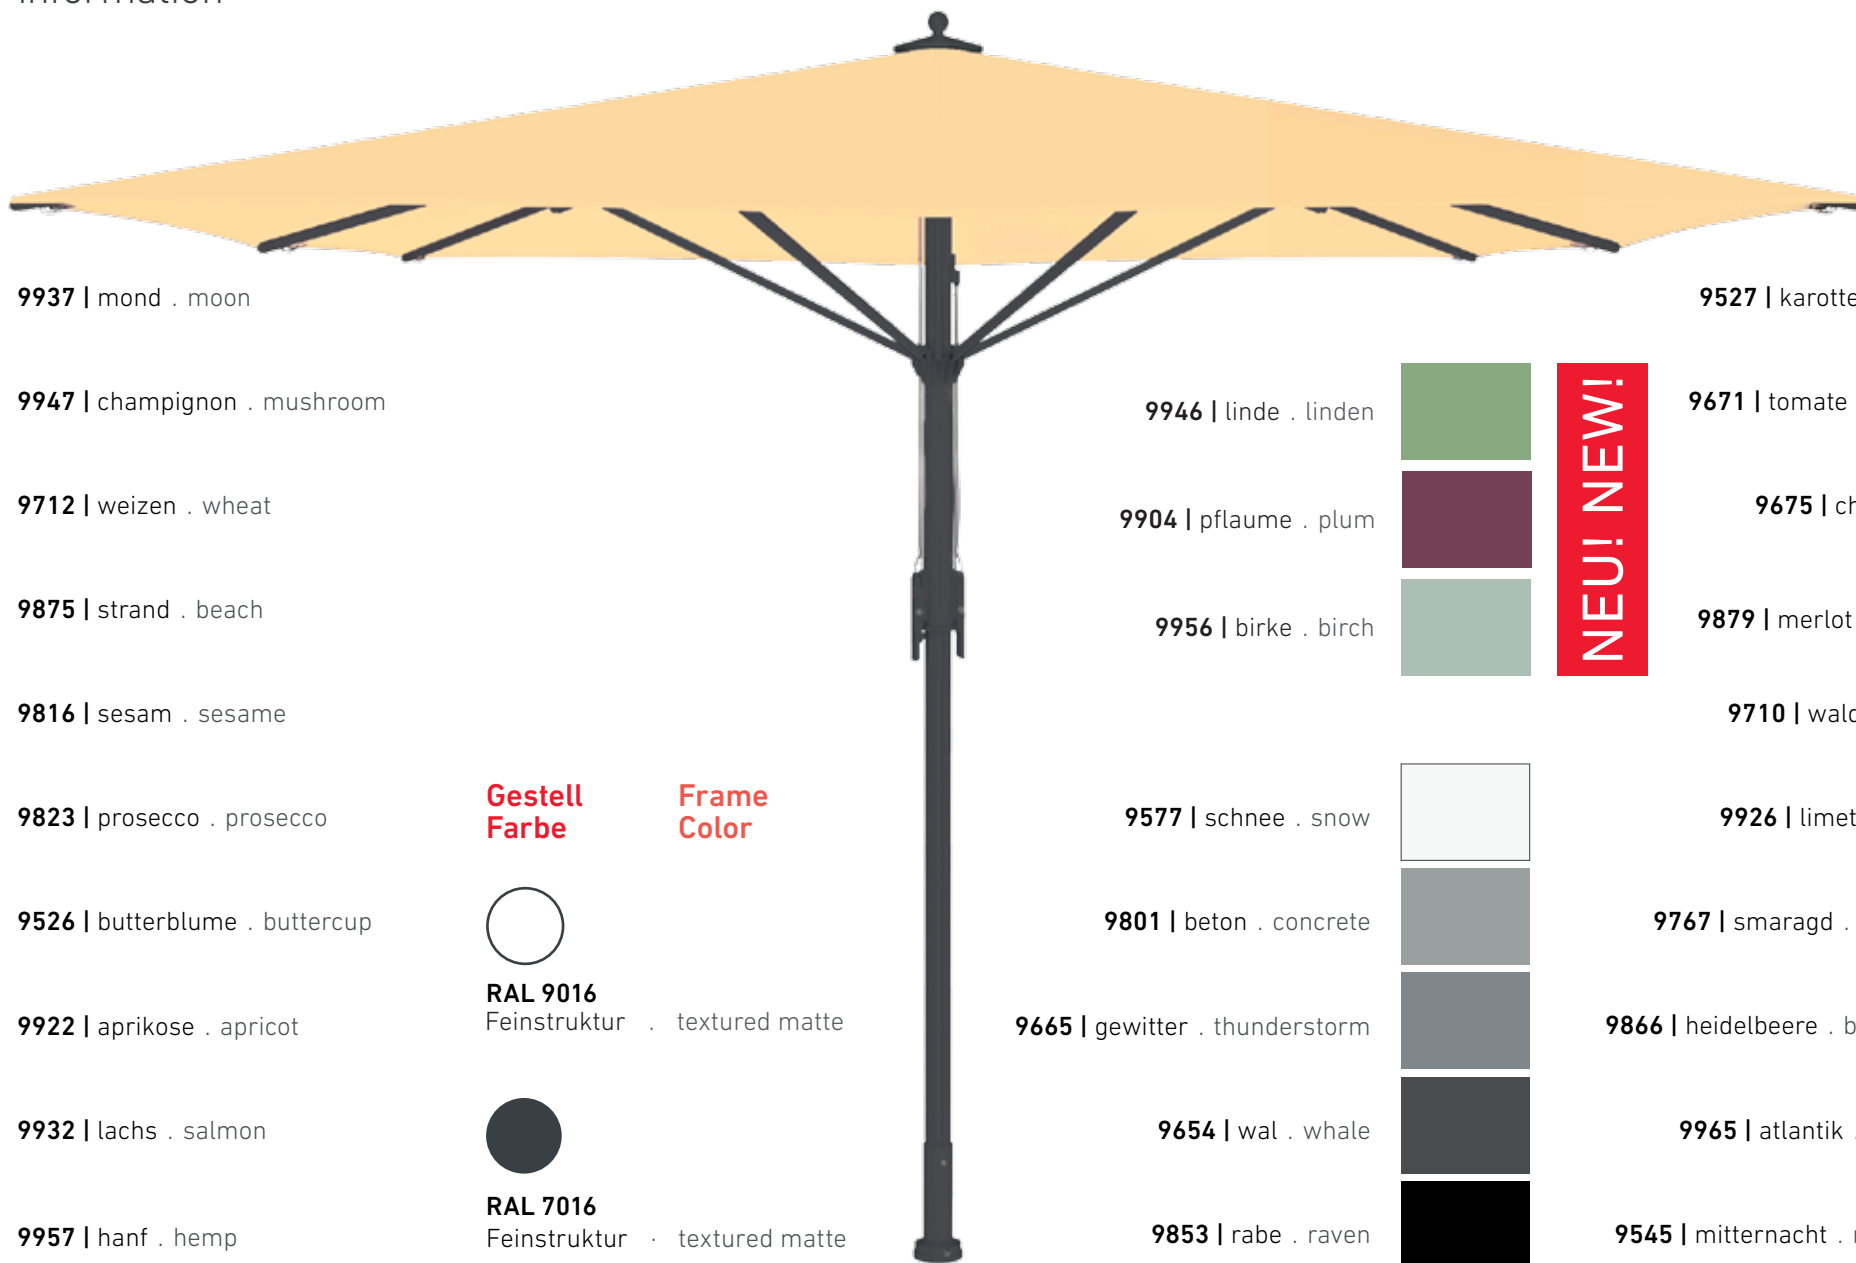 information
9937 | mond . moon
9947 | champignon . mushroom
9712 | weizen . wheat
9875 | strand . beach
9816 | sesam . sesame
9823 | prosecco . prosecco
9526 | butterblume . buttercup
9922 | aprikose . apricot
9932 | lachs . salmon
9957 | hanf . hemp
Gestell Farbe
Frame Color
RAL 9016
Feinstruktur . textured matte
RAL 7016
Feinstruktur · textured matte
9946 | linde . linden
9904 | pflaume . plum
9956 | birke . birch
NEU! NEW!
9577 | schnee . snow
9801 | beton . concrete
9665 | gewitter . thunderstorm
9654 | wal . whale
9853 | rabe . raven
9527 | karotte
9671 | tomate
9675 |
9879 | merlot
9710 |
9926 |
9767 | smaragd .
9866 | heidelbeere .
9965 | atlantik .
9545 | mitternacht .